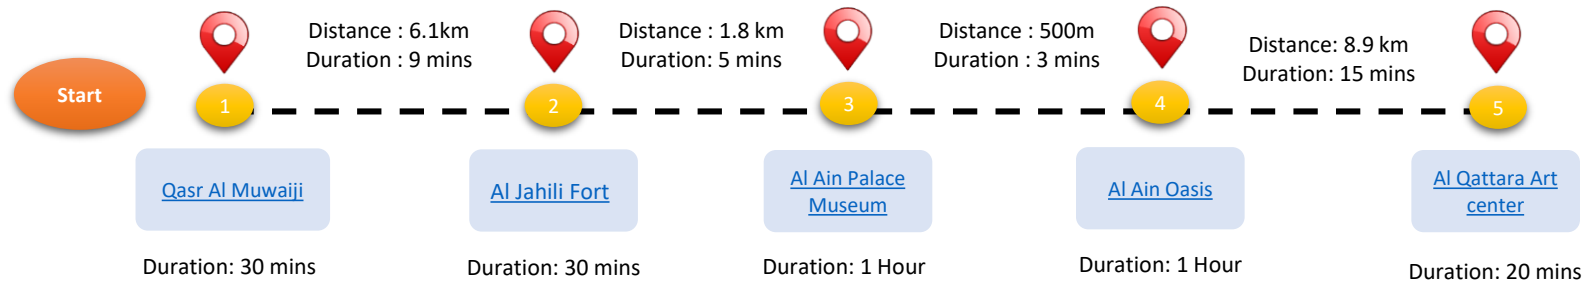 Distance : 6.1km
Duration : 9 mins
Distance : 1.8 km
Duration: 5 mins
Distance : 500m
Duration : 3 mins
Distance: 8.9 km
Duration: 15 mins
Start
1
2
3
4
5
Qasr Al Muwaiji
Al Jahili Fort
Al Ain Palace
Museum
Al Ain Oasis
Al Qattara Art
center
Duration: 30 mins
Duration: 30 mins
Duration: 1 Hour
Duration: 1 Hour
Duration: 20 mins